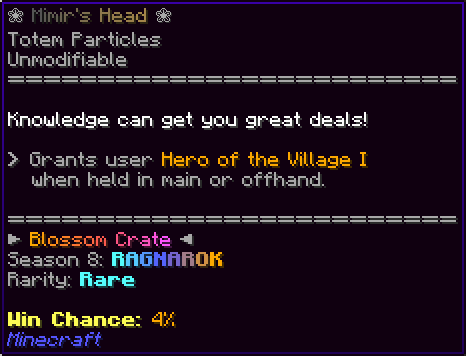 ❀ Mimir's Head ❀
Totem Particles
Unmodifiable
==============================
Knowledge can get you great deals!
> Grants user Hero of the Village I
when held in main or offhand.
==============================
► Blossom Crate ◄
Season 8: RAGNAROK
Rarity: Rare
Win Chance: 4%
Minecraft